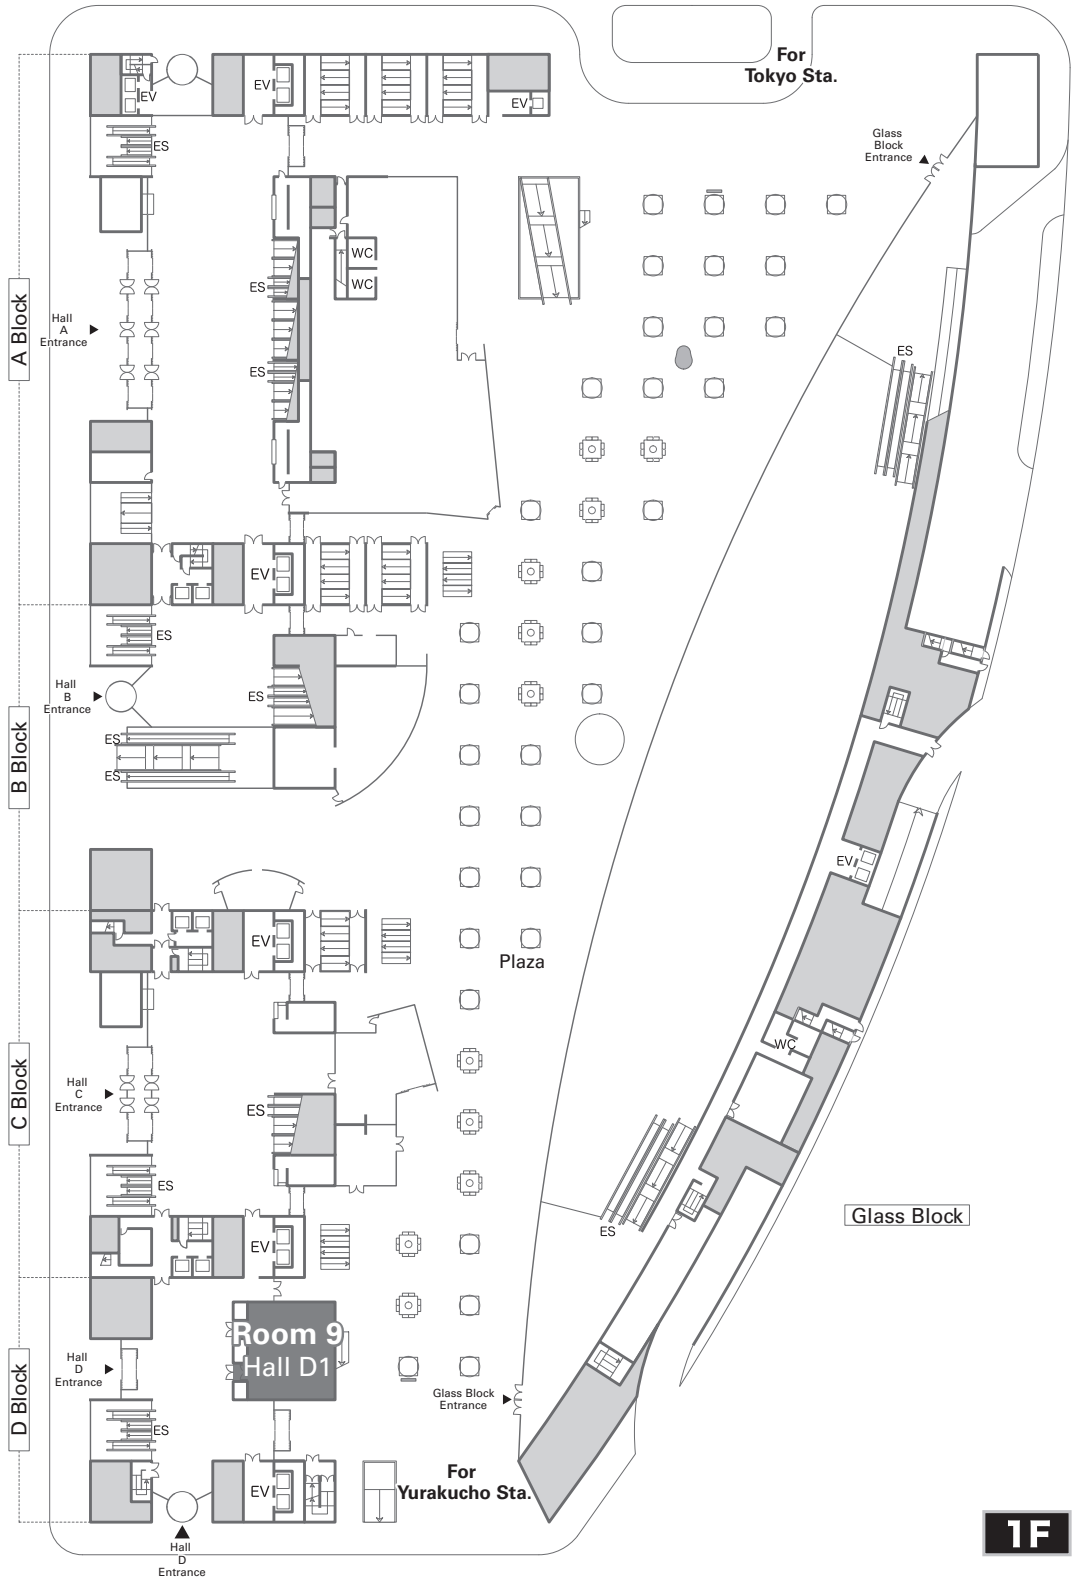 For
Tokyo Sta.
EV
EV
EV
Glass
Block
Entrance
ES
WC
WC
ES
A Block
Hall
A
Entrance
ES
ES
EV
ES
Hall
B
Entrance
ES
B Block
ES
ES
EV
EV
Plaza
WC
C Block
Hall
C
Entrance
ES
ES
Glass Block
ES
EV
Room 9
Hall D1
Hall
D
Entrance
D Block
Glass Block
Entrance
ES
For
Yurakucho Sta.
EV
1F
Hall
D
Entrance